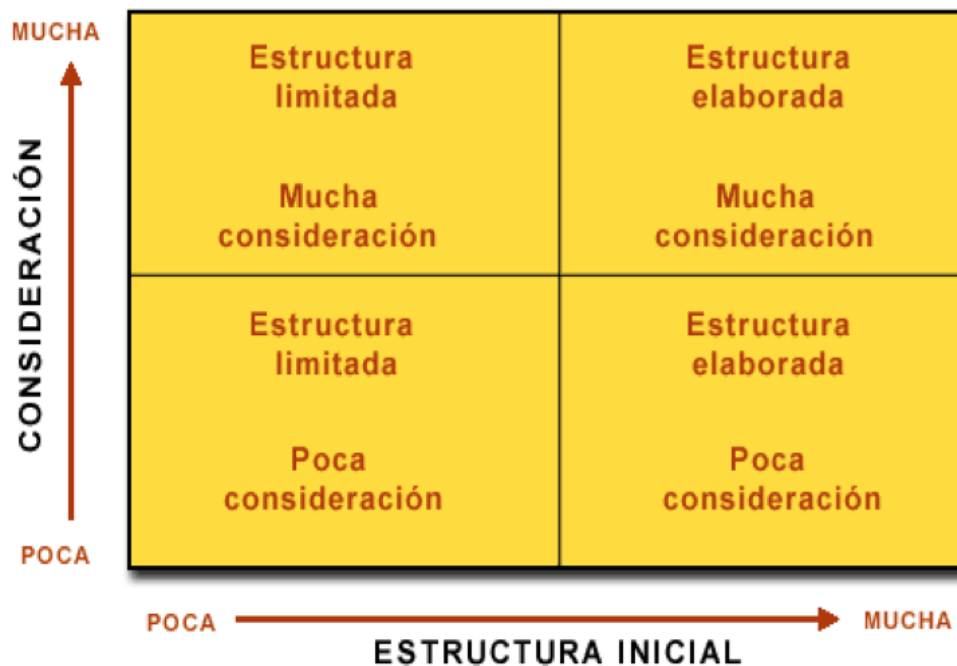 MUCHA
CONSIDERACIÓN
POCA
Estructura
limitada
Mucha
consideración
Estructura
elaborada
Mucha
consideración
Estructura
limitada
Poca
consideración
Estructura
elaborada
Poca
consideración
POCA
MUCHA
ESTRUCTURA INICIAL